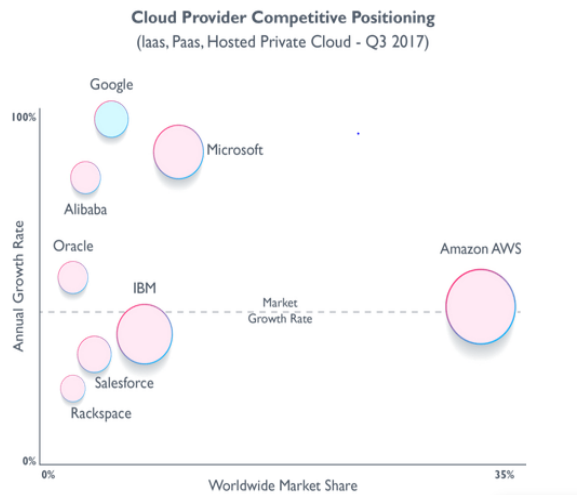 Cloud Provider Competitive Positioning
(Iaas, Paas, Hosted Private Cloud - Q3 2017)
Google
100%
Microsoft
Alibaba
Oracle
Amazon AWS
IBM
Market
Growth Rate
Annual Growth Rate
Salesforce
Rackspace
0%
0%
35%
Worldwide Market Share